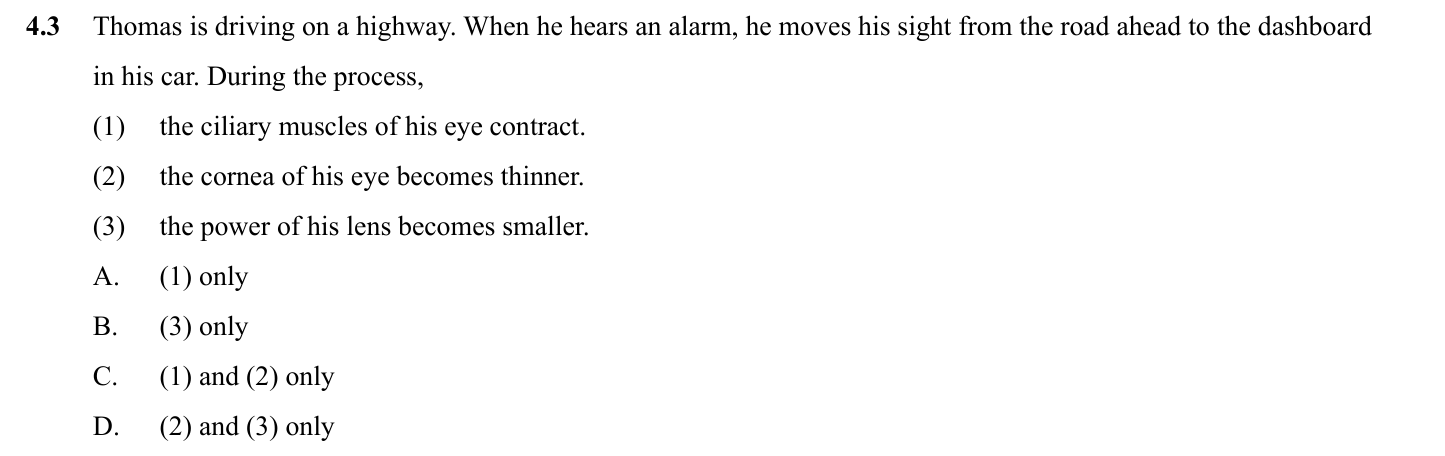 4.3 Thomas is driving on a highway. When he hears an alarm, he moves his sight from the road ahead to the dashboard
in his car. During the process,
(1) the ciliary muscles of his eye contract.
(2) the cornea of his eye becomes thinner.
(3) the power of his lens becomes smaller.
A. (1) only
B. (3) only
C. (1) and (2) only
D. (2) and (3) only